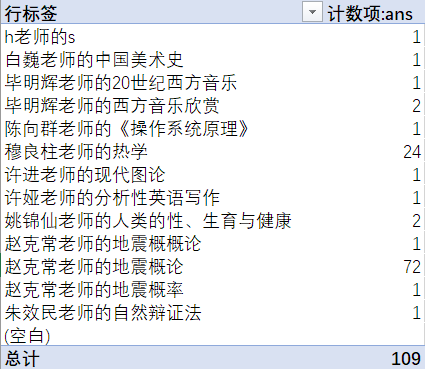 行标签 计数项:ans
h老师的s 1
白巍老师的中国美术史 1
毕明辉老师的20世纪西方音乐 1
毕明辉老师的西方音乐欣赏 2
陈向群老师的《操作系统原理》 1
穆良柱老师的热学 24
许进老师的现代图论 1
许娅老师的分析性英语写作 1
姚锦仙老师的人类的性、生育与健康 2
赵克常老师的地震概概论 1
赵克常老师的地震概论 72
赵克常老师的地震概率 1
朱效民老师的自然辩证法 1
(空白)
总计 109